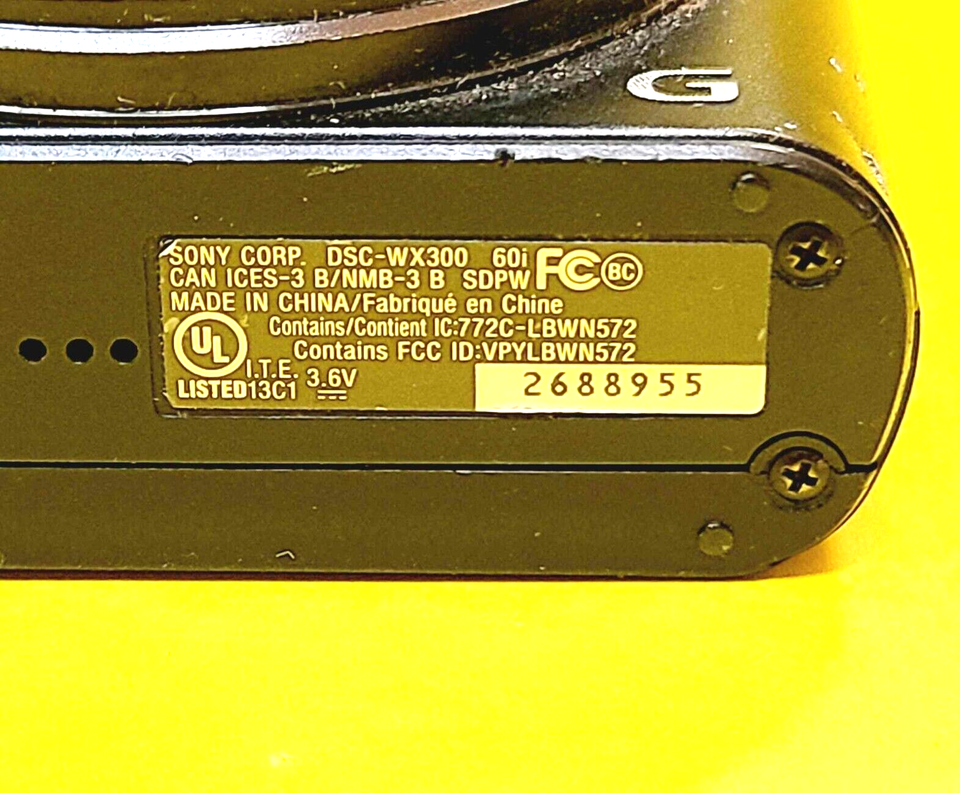 G
SONY CORP. DSC-WX300 60i FC BC
CAN ICES-3 B/NMB-3 B SDPW
MADE IN CHINA/Fabriqué en Chine
Contains/Contient IC:772C-LBWN572
Contains FCC ID:VPYLBWN572
UL
I.T.E. 3.6V
LISTED 13C1
2688955